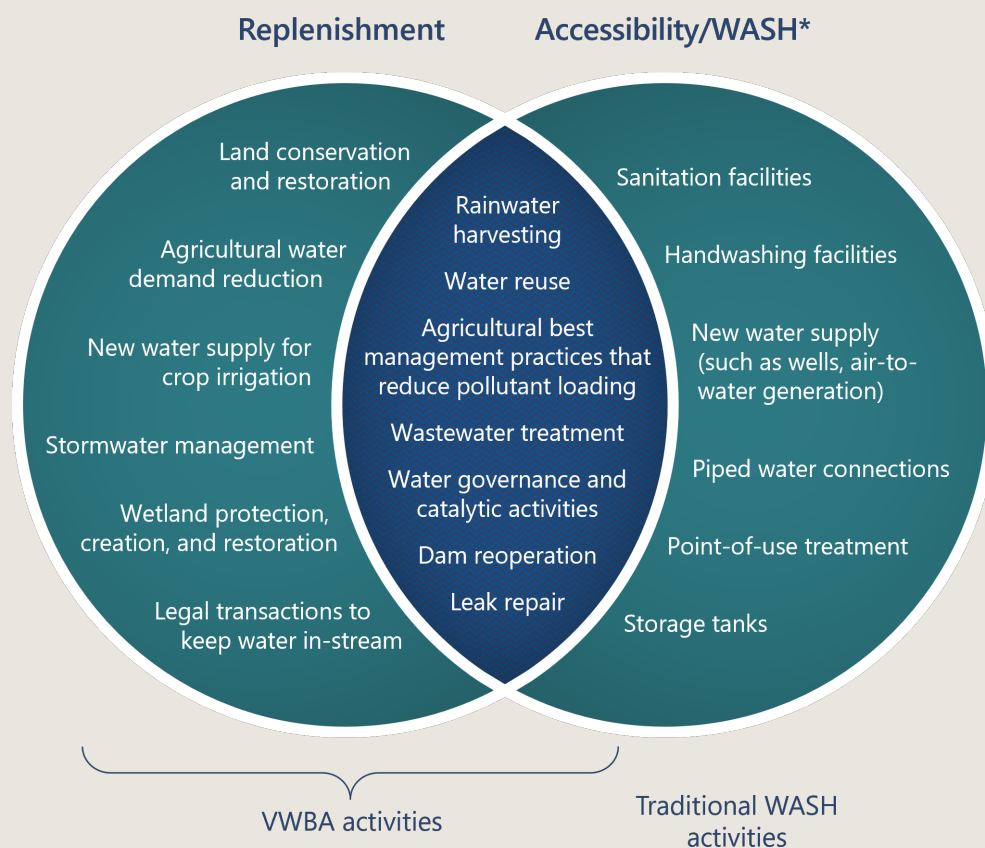 Replenishment
Accessibility/WASH*
Land conservation
and restoration
Agricultural water
demand reduction
New water supply for
crop irrigation
Stormwater management
Wetland protection,
creation, and restoration
Legal transactions to
keep water in-stream
Rainwater
harvesting
Water reuse
Agricultural best
management practices that
reduce pollutant loading
Wastewater treatment
Water governance and
catalytic activities
Dam reoperation
Leak repair
Sanitation facilities
Handwashing facilities
New water supply
(such as wells, air-to-
water generation)
Piped water connections
Point-of-use treatment
Storage tanks
VWBA activities
Traditional WASH
activities